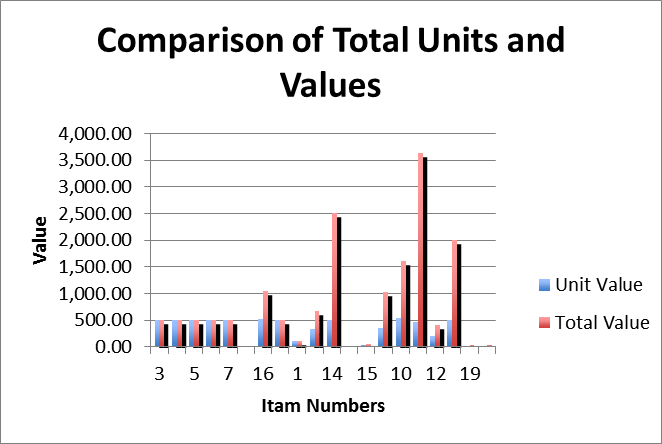 Comparison of Total Units and
Values
4,000.00
3,500.00
3,000.00
2,500.00
2,000.00
1,500.00
1,000.00
500.00
0.00
Value
3 5 7 16 1 14 15 10 12 19
Itam Numbers
Unit Value
Total Value